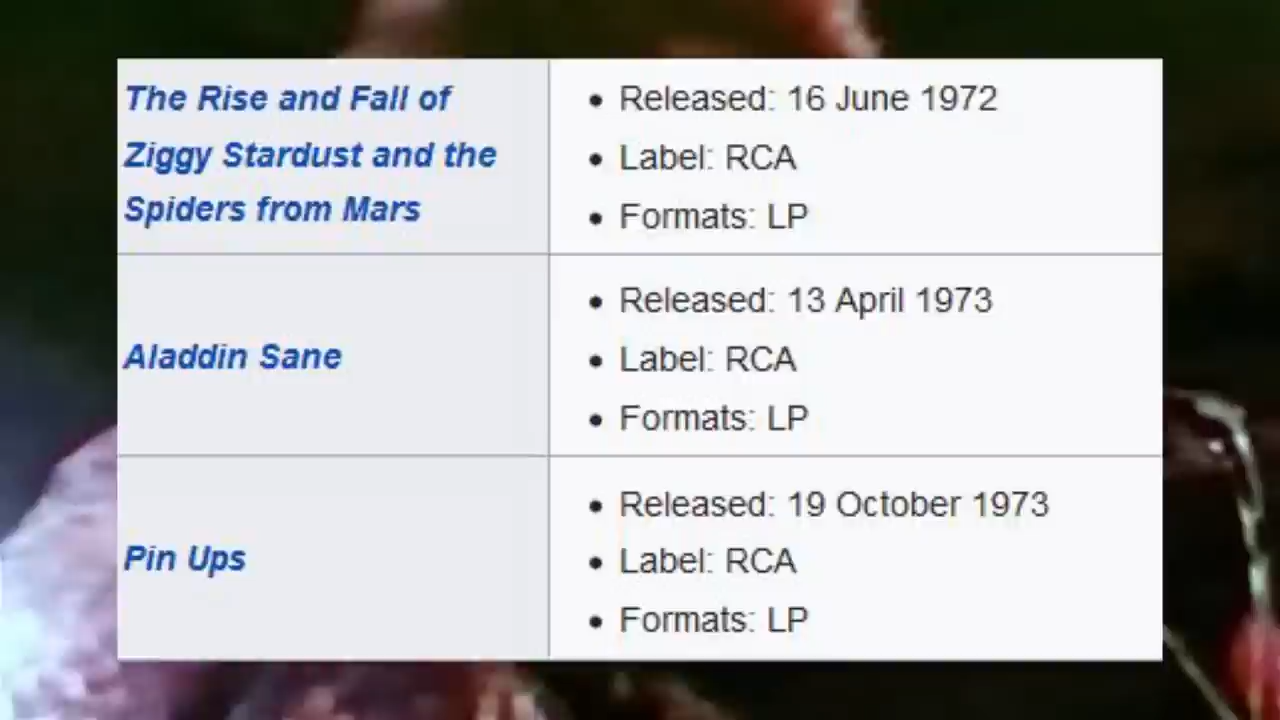 The Rise and Fall of
Ziggy Stardust and the
Spiders from Mars
• Released: 16 June 1972
• Label: RCA
• Formats: LP
Aladdin Sane
• Released: 13 April 1973
• Label: RCA
• Formats: LP
Pin Ups
• Released: 19 October 1973
• Label: RCA
• Formats: LP